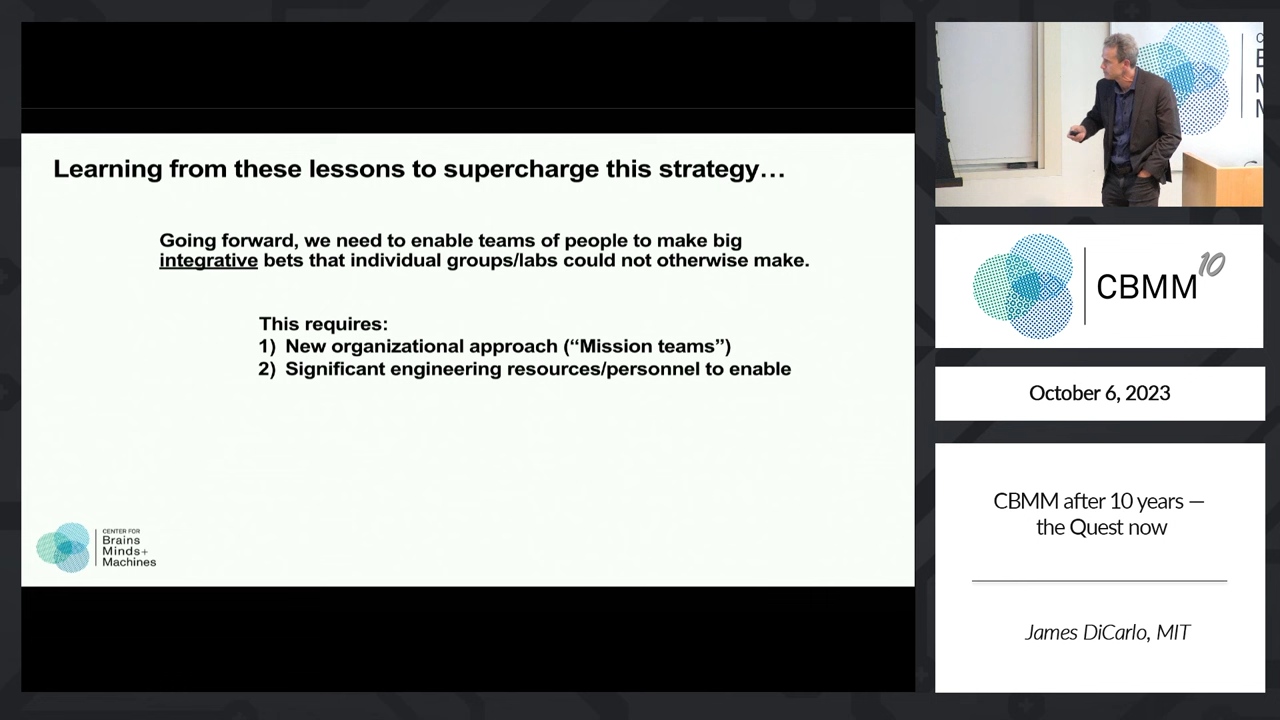 Learning from these lessons to supercharge this strategy…
Going forward, we need to enable teams of people to make big
integrative bets that individual groups/labs could not otherwise make.
This requires:
1) New organizational approach (“Mission teams”)
2) Significant engineering resources/personnel to enable
CENTER FOR
Brains
Minds+
Machines
C
B
M
M
CBMM10
October 6, 2023
CBMM after 10 years —
the Quest now
James DiCarlo, MIT